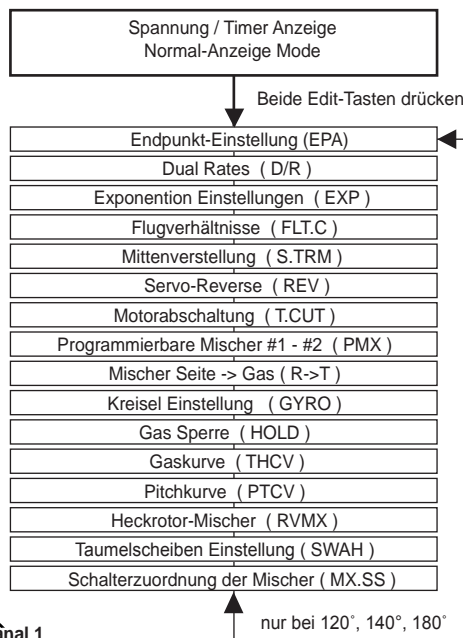 Spannung / Timer Anzeige
Normal-Anzeige Mode
Beide Edit-Tasten drücken
Endpunkt-Einstellung (EPA)
Dual Rates ( D/R )
Exponention Einstellungen ( EXP )
Flugverhältnisse ( FLT.C )
Mittenverstellung ( S.TRM )
Servo-Reverse ( REV )
Motorabschaltung ( T.CUT )
Programmierbare Mischer #1 - #2 ( PMX )
Mischer Seite -> Gas ( R->T )
Kreisel Einstellung ( GYRO )
Gas Sperre ( HOLD )
Gaskurve ( THCV )
Pitchkurve ( PTCV )
Heckrotor-Mischer ( RVMX )
Taumelscheiben Einstellung ( SWAH )
Schalterzuordnung der Mischer ( MX.SS )
nur bei 120°, 140°, 180°
1